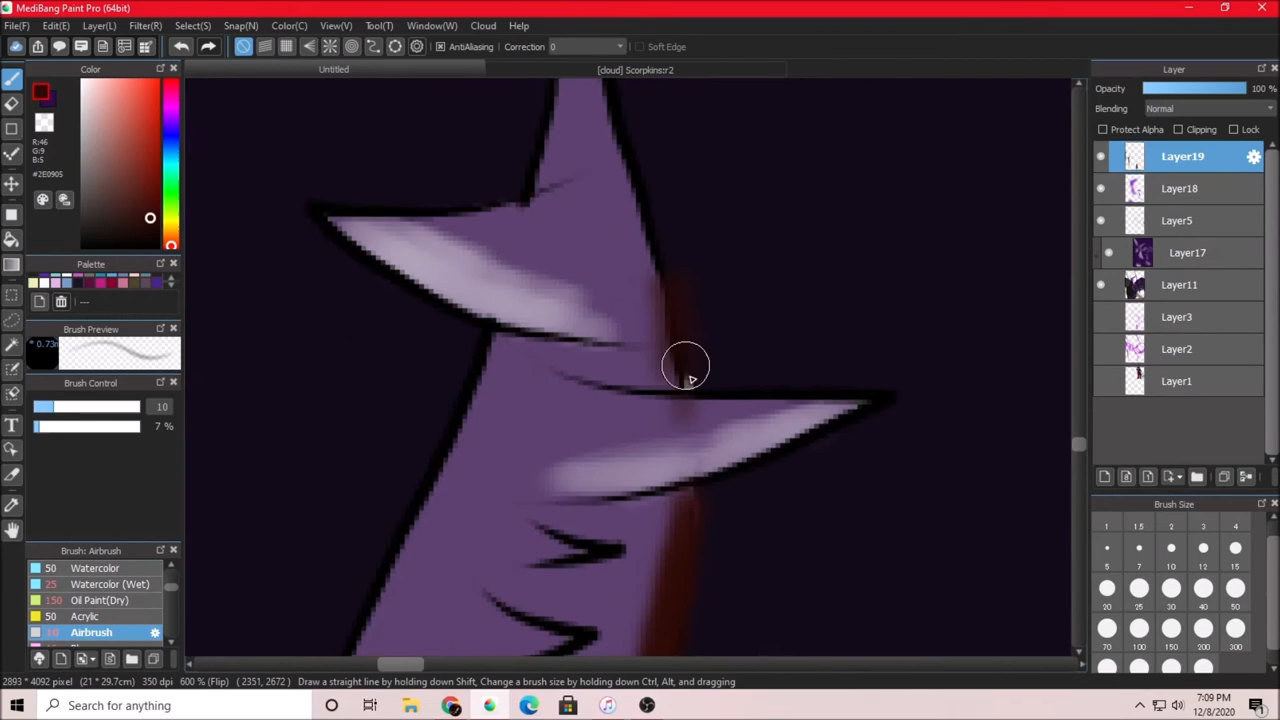 MediBang Paint Pro (64bit)
File(F) Edit(E) Layer(L) Filter(R) Select(S) Snap(N) Color(C) View(V) Tool(T) Window(W) Cloud Help
AntiAliasing Correction 0 Soft Edge
Color Untitled [cloud] Scorpkins:r2 Layer
Opacity 100 %
Blending Normal
Protect Alpha Clipping Lock
R:46
G:9
B:5
#2E0905
Layer19
Layer18
Layer5
Layer17
Layer11
Layer3
Layer2
Layer1
Palette
---
Brush Preview
* 0.73m
Brush Control
10
7 %
Brush: Airbrush
50 Watercolor
25 Watercolor (Wet)
150 Oil Paint(Dry)
50 Acrylic
10 Airbrush
Brush Size
1 1.5 2 3 4
5 7 10 12 15
20 25 30 40 50
70 100 150 200 300
2893 * 4092 pixel (21 * 29.7cm) 350 dpi 600 % (Flip) ( 2351, 2672 ) Draw a straight line by holding down Shift, Change a brush size by holding down Ctrl, Alt, and dragging
Type here to search
7:09 PM
12/8/2020
1